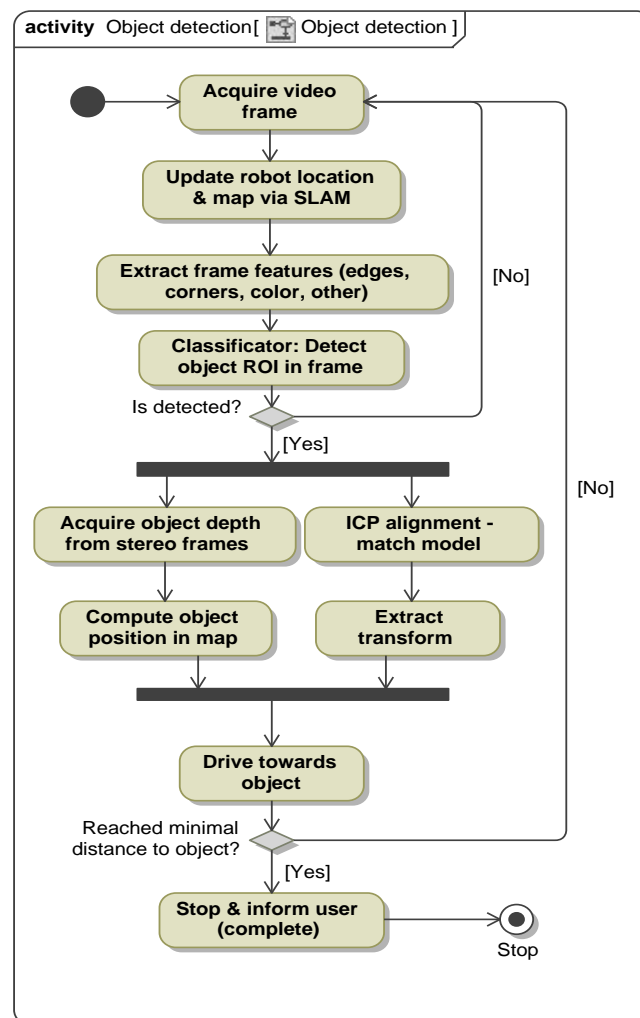 activity Object detection[ Object detection ]
Acquire video
frame
Update robot location
& map via SLAM
Extract frame features (edges,
corners, color, other)
[No]
Classificator: Detect
object ROI in frame
Is detected?
[Yes]
[No]
Acquire object depth
from stereo frames
ICP alignment -
match model
Compute object
position in map
Extract
transform
Drive towards
object
Reached minimal
distance to object?
[Yes]
Stop & inform user
(complete)
Stop